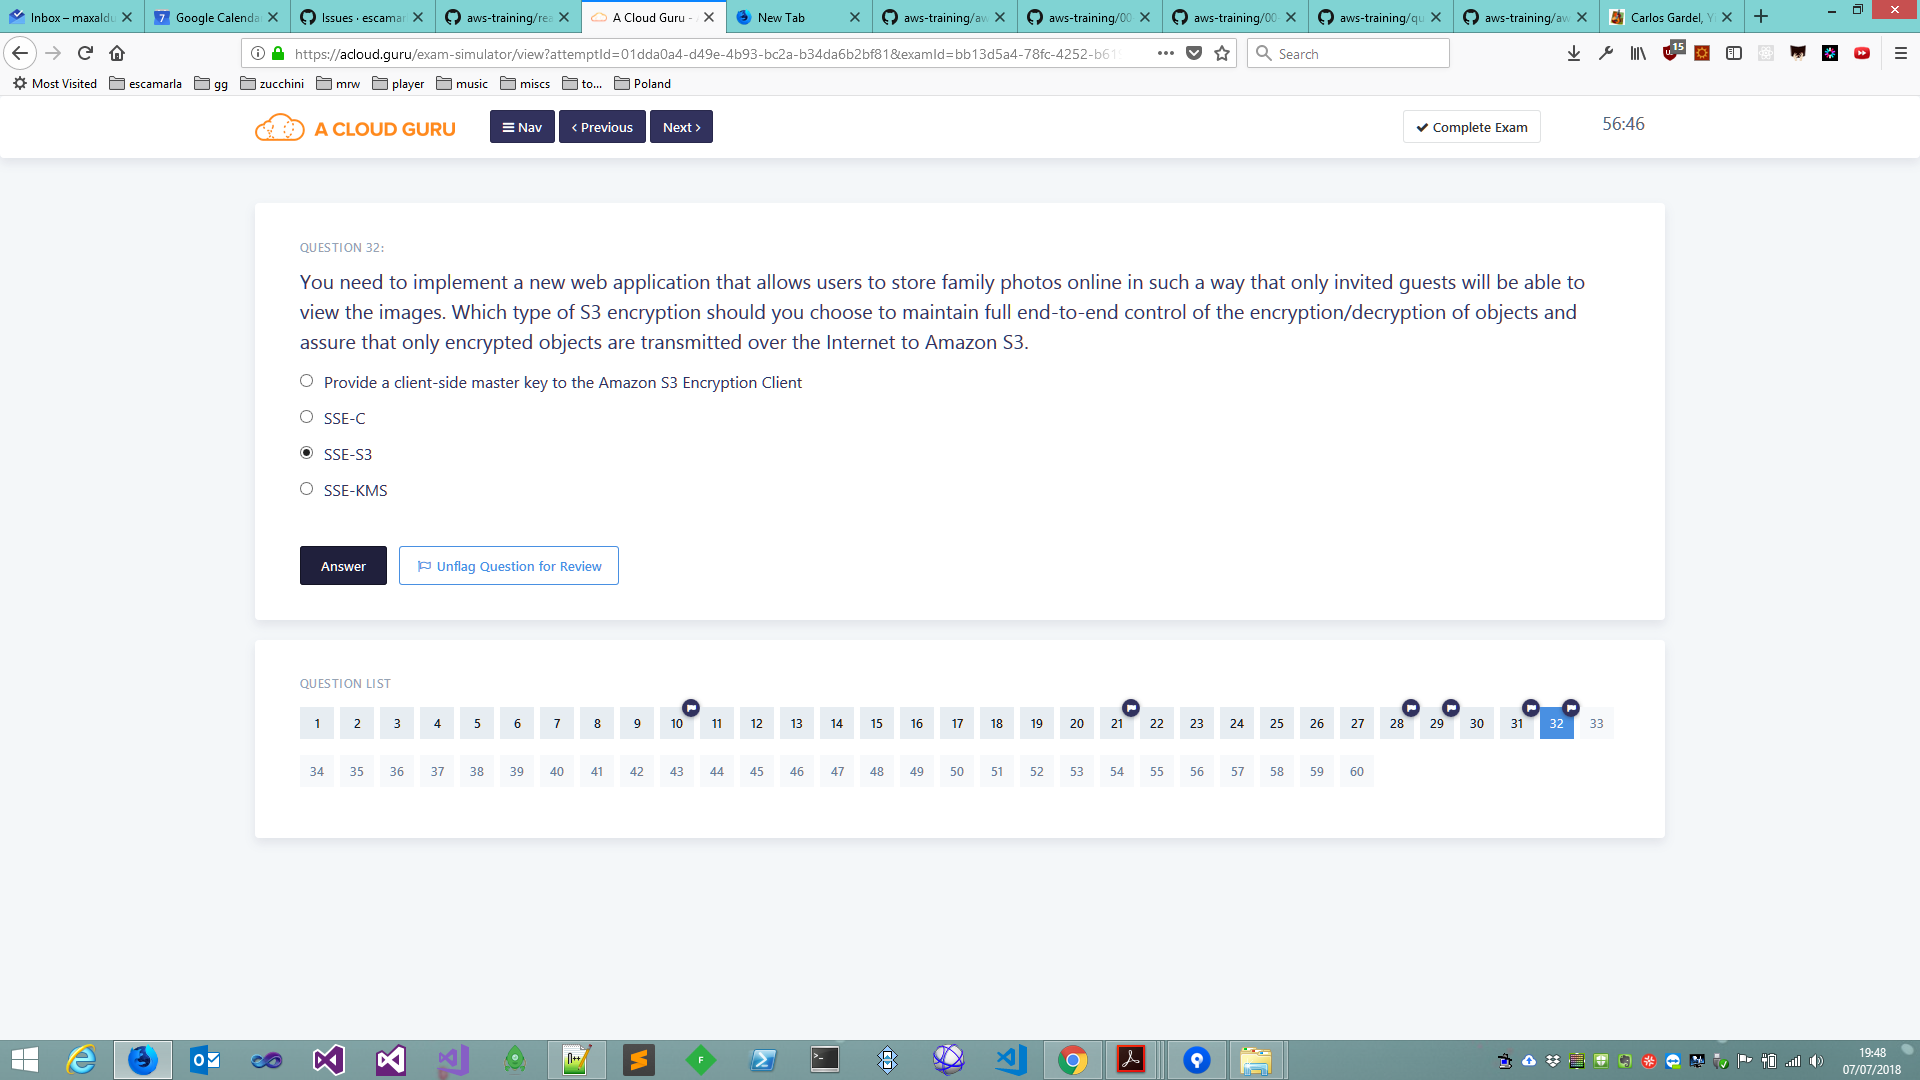 Inbox – maxaldu
Google Calenda
Issues · escamar
aws-training/rea
A Cloud Guru - A
New Tab
aws-training/aw
aws-training/00
aws-training/00
aws-training/qu
aws-training/aw
Carlos Gardel, Yi
https://acloud.guru/exam-simulator/view?attemptId=01dda0a4-d49e-4b93-bc2a-b34da6b2bf81&examId=bb13d5a4-78fc-4252-b61
Search
15
Most Visited
escamarla
gg
zucchini
mrw
player
music
miscs
to...
Poland
A CLOUD GURU
Nav
‹ Previous
Next ›
Complete Exam
56:46
QUESTION 32:
You need to implement a new web application that allows users to store family photos online in such a way that only invited guests will be able to
view the images. Which type of S3 encryption should you choose to maintain full end-to-end control of the encryption/decryption of objects and
assure that only encrypted objects are transmitted over the Internet to Amazon S3.
Provide a client-side master key to the Amazon S3 Encryption Client
SSE-C
SSE-S3
SSE-KMS
Answer
Unflag Question for Review
QUESTION LIST
1 2 3 4 5 6 7 8 9 10 11 12 13 14 15 16 17 18 19 20 21 22 23 24 25 26 27 28 29 30 31 32 33
34 35 36 37 38 39 40 41 42 43 44 45 46 47 48 49 50 51 52 53 54 55 56 57 58 59 60
19:48
07/07/2018